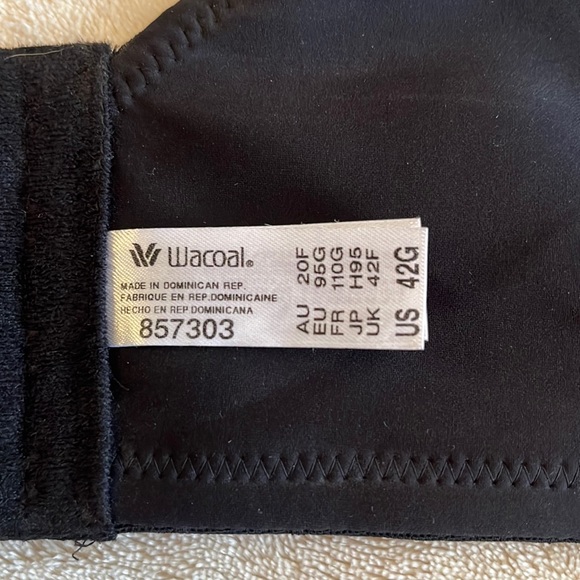 Wacoal®
MADE IN DOMINICAN REP.
FABRIQUE EN REP.DOMINICAINE
HECHO EN REP.DOMINICANA
857303
AU 20F
EU 95G
FR 110G
JP H95
UK 42F
US 42G